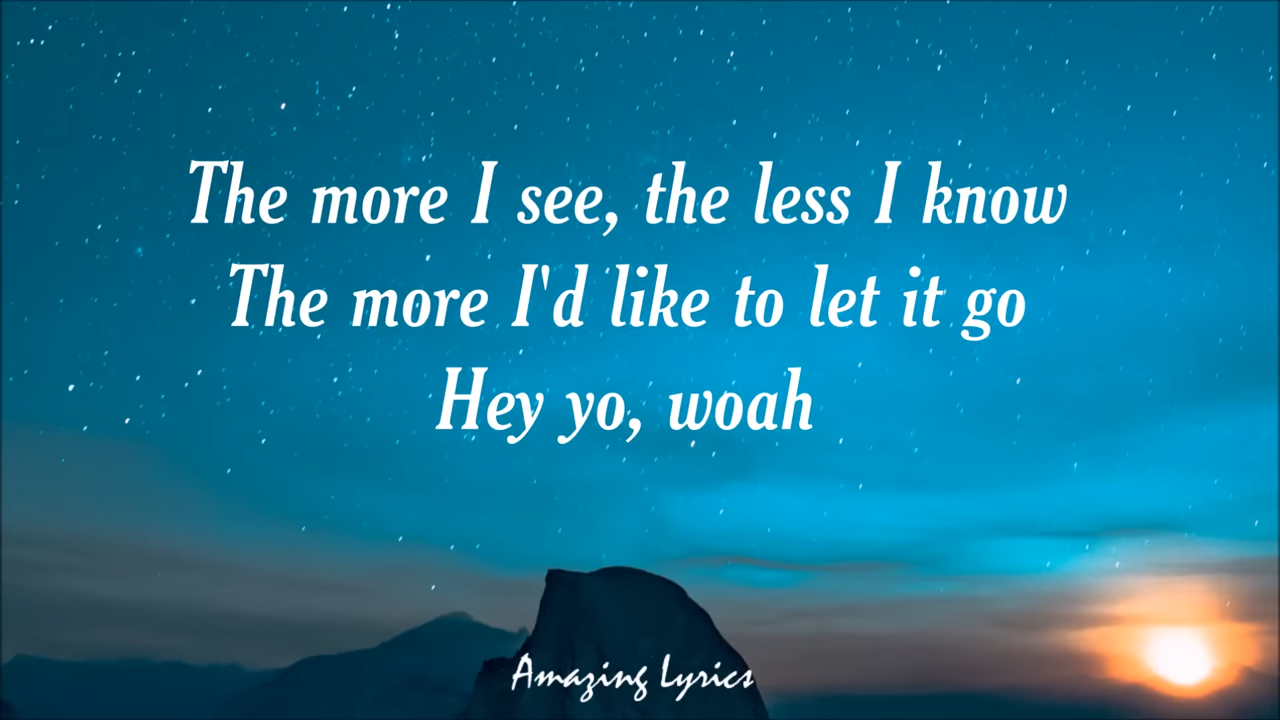 The more I see, the less I know
The more I'd like to let it go
Hey yo, woah
Amazing Lyrics